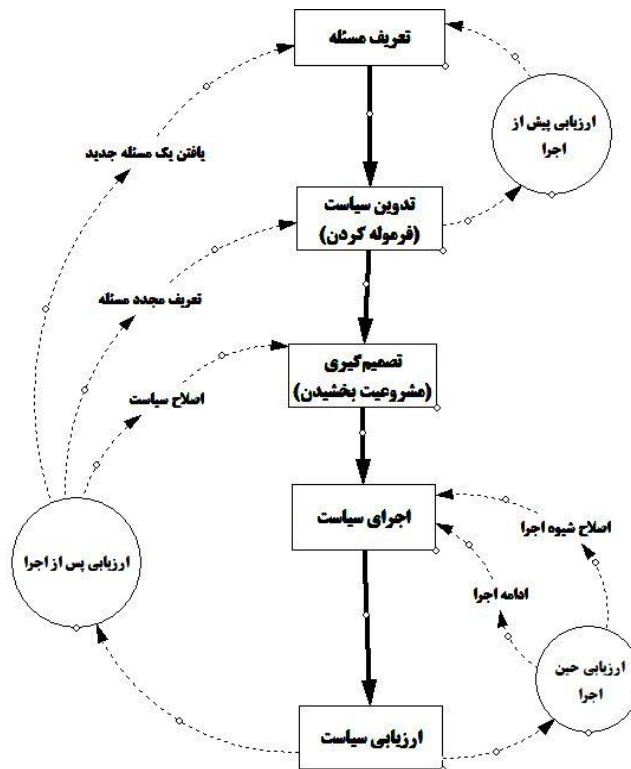 تعریف مسئله
ارزیابی پیش از
اجرا
یافتن یک مسئله جدید
تدوین سیاست
(فرموله کردن)
تعریف مجدد مسئله
تصمیم‌گیری
(مشروعیت بخشیدن)
اصلاح سیاست
اجرای سیاست
اصلاح شیوه اجرا
ارزیابی پس از اجرا
ادامه اجرا
ارزیابی حین
اجرا
ارزیابی سیاست